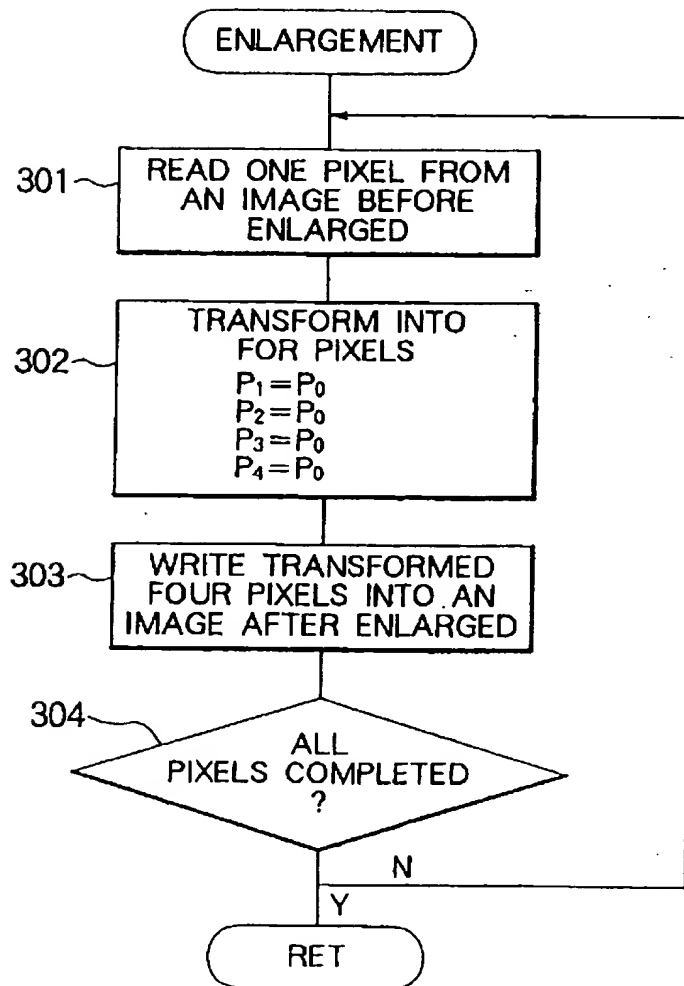 ENLARGEMENT
301
READ ONE PIXEL FROM
AN IMAGE BEFORE
ENLARGED
302
TRANSFORM INTO
FOR PIXELS
P₁=P₀
P₂=P₀
P₃=P₀
P₄=P₀
303
WRITE TRANSFORMED
FOUR PIXELS INTO AN
IMAGE AFTER ENLARGED
304
ALL
PIXELS COMPLETED
?
N
Y
RET